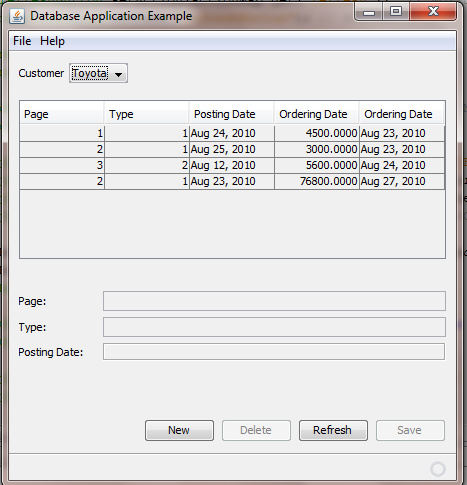 Database Application Example
File Help
Customer Toyota
Page Type Posting Date Ordering Date Ordering Date
1 1 Aug 24, 2010 4500.0000 Aug 23, 2010
2 1 Aug 25, 2010 3000.0000 Aug 23, 2010
3 2 Aug 12, 2010 5600.0000 Aug 24, 2010
2 1 Aug 23, 2010 76800.0000 Aug 27, 2010
Page:
Type:
Posting Date:
New Delete Refresh Save